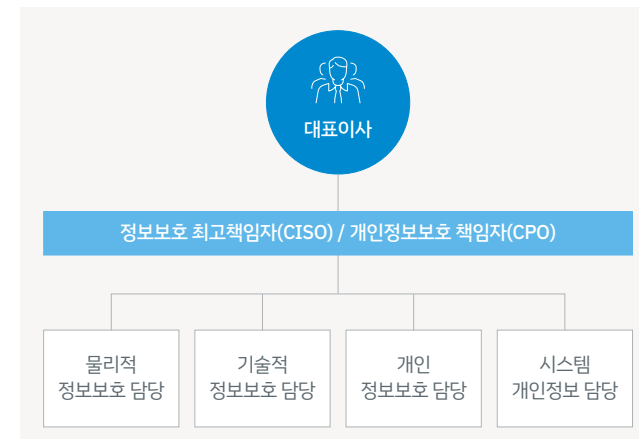 대표이사
정보보호 최고책임자(CISO) / 개인정보보호 책임자(CPO)
물리적
정보보호 담당
기술적
정보보호 담당
개인
정보보호 담당
시스템
개인정보 담당